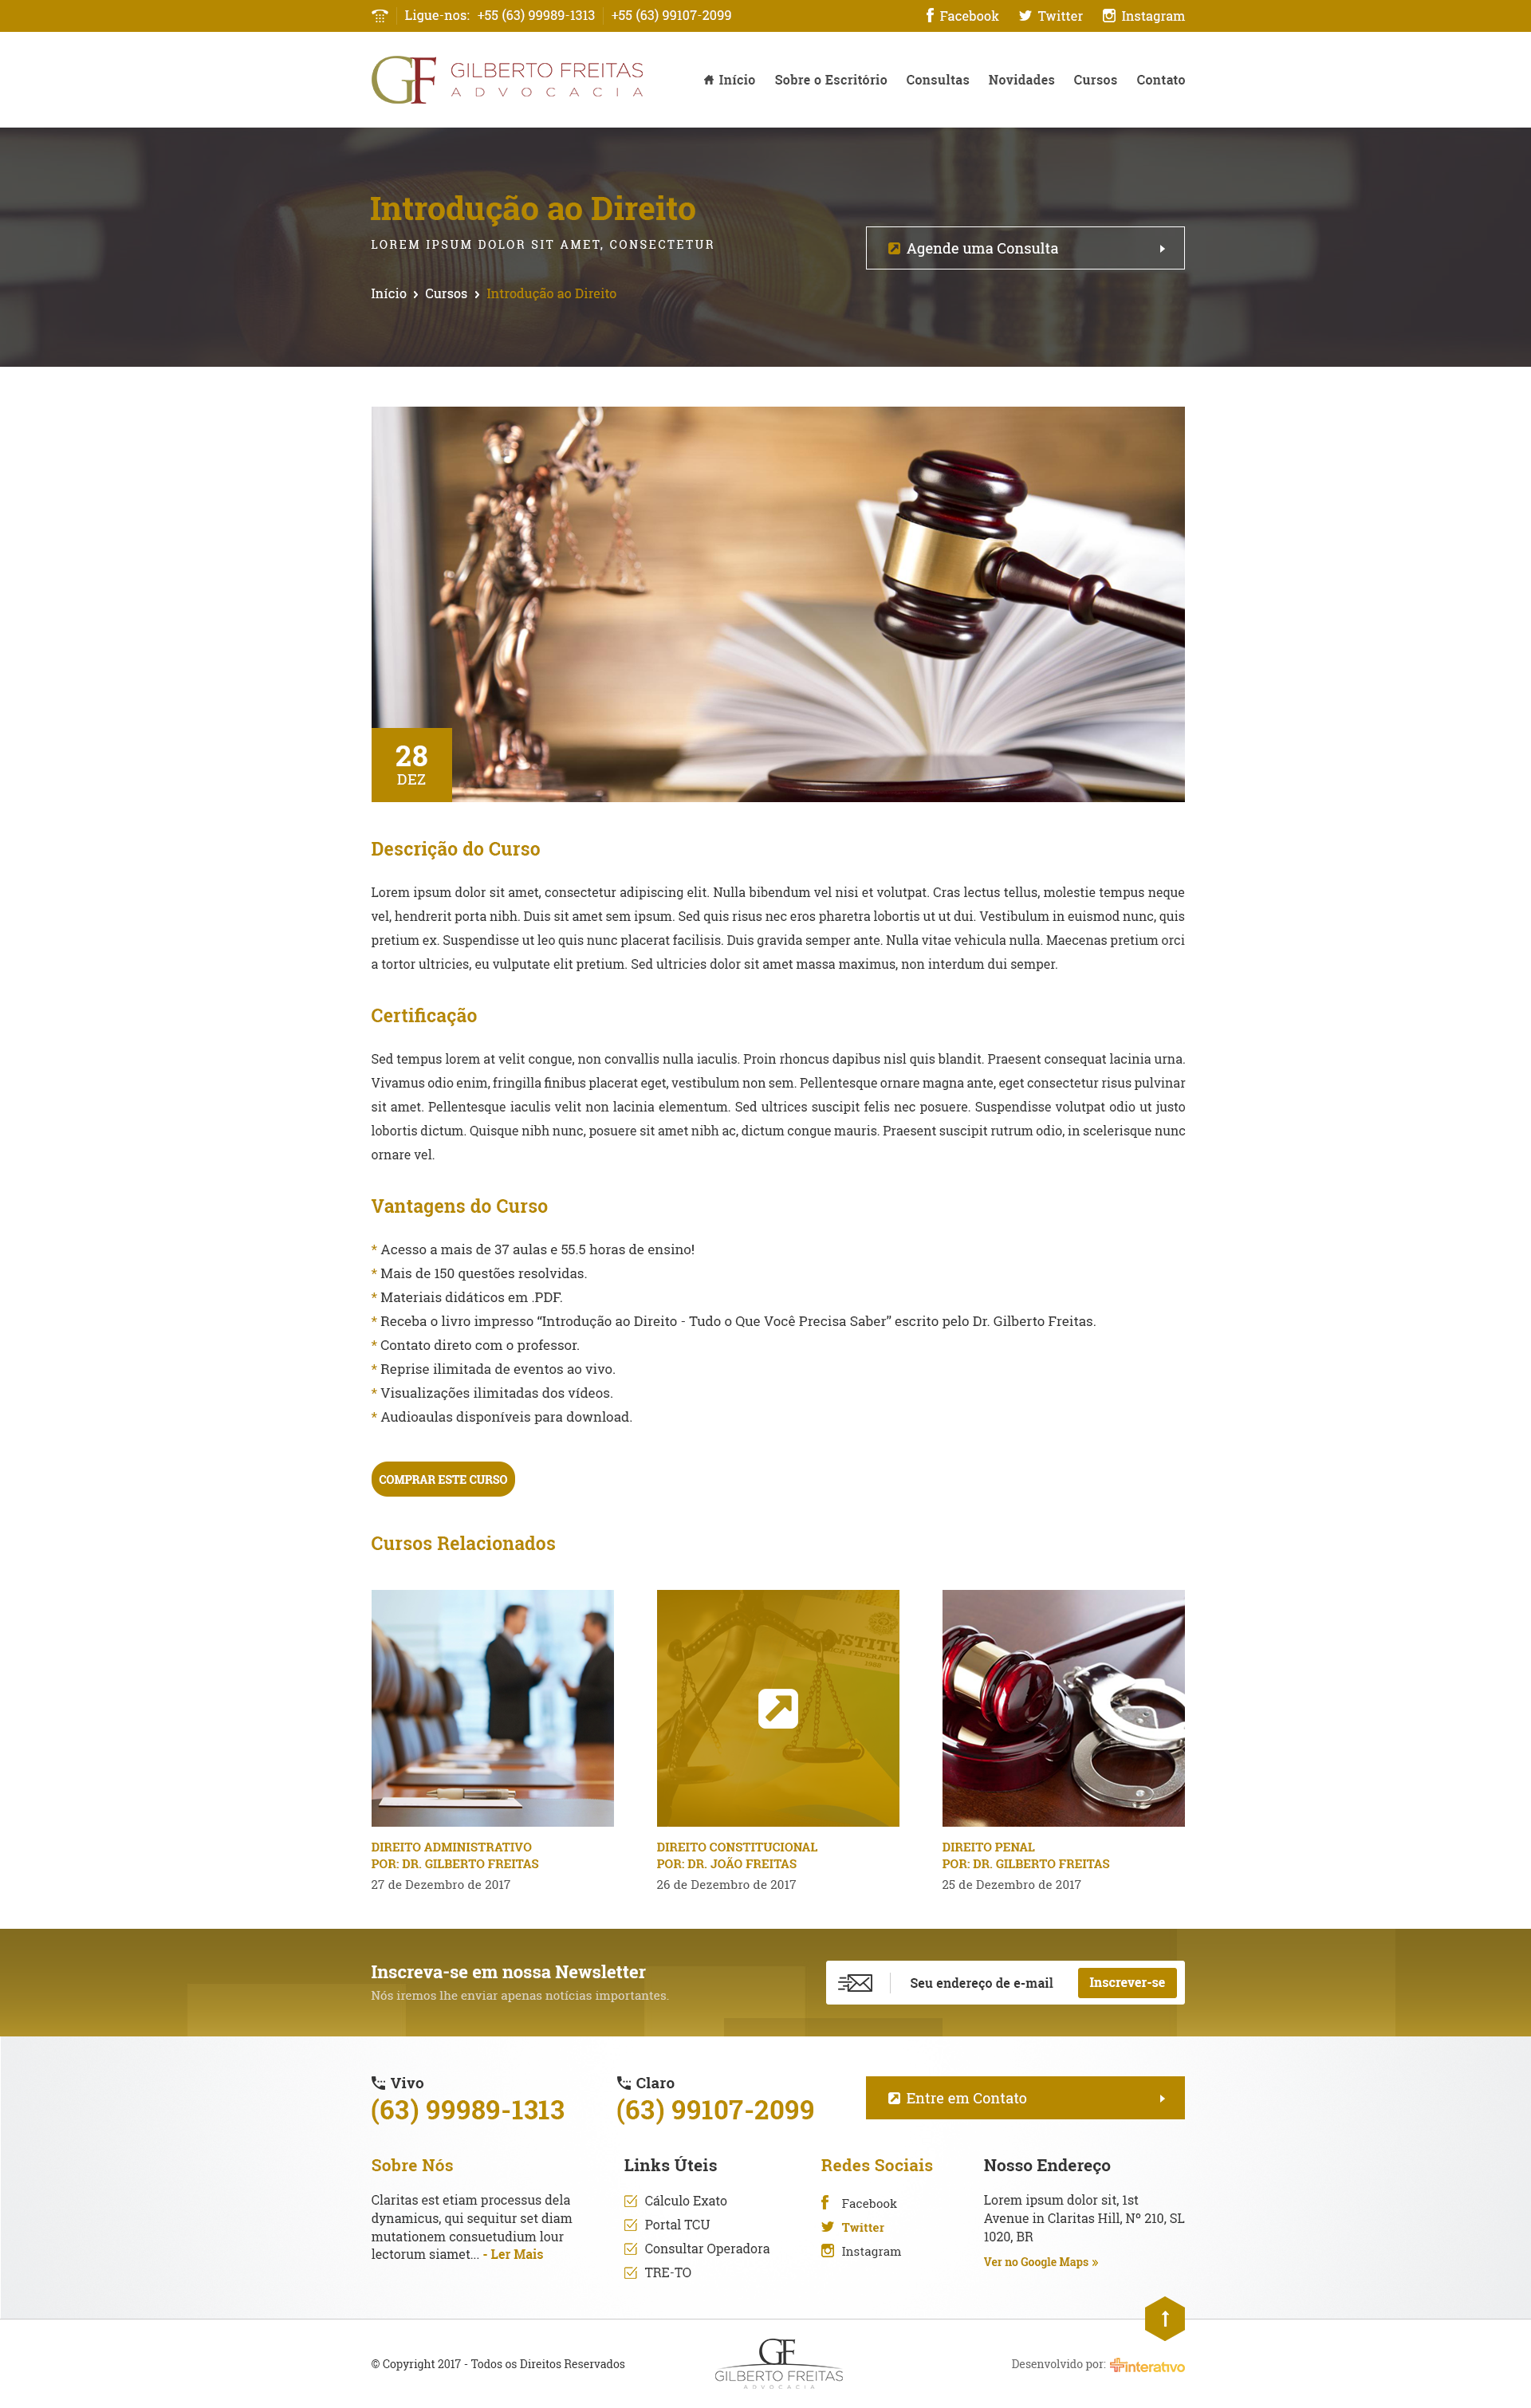 Ligue-nos: +55 (63) 99989-1313 +55 (63) 99107-2099
Facebook Twitter Instagram
GF GILBERTO FREITAS
ADVOCACIA
Início Sobre o Escritório Consultas Novidades Cursos Contato
Introdução ao Direito
LOREM IPSUM DOLOR SIT AMET, CONSECTETUR
Agende uma Consulta
Início Cursos Introdução ao Direito
28
DEZ
Descrição do Curso
Lorem ipsum dolor sit amet, consectetur adipiscing elit. Nulla bibendum vel nisi et volutpat. Cras lectus tellus, molestie tempus neque
vel, hendrerit porta nibh. Duis sit amet sem ipsum. Sed quis risus nec eros pharetra lobortis ut ut dui. Vestibulum in euismod nunc, quis
pretium ex. Suspendisse ut leo quis nunc placerat facilisis. Duis gravida semper ante. Nulla vitae vehicula nulla. Maecenas pretium orci
a tortor ultricies, eu vulputate elit pretium. Sed ultricies dolor sit amet massa maximus, non interdum dui semper.
Certificação
Sed tempus lorem at velit congue, non convallis nulla iaculis. Proin rhoncus dapibus nisl quis blandit. Praesent consequat lacinia urna.
Vivamus odio enim, fringilla finibus placerat eget, vestibulum non sem. Pellentesque ornare magna ante, eget consectetur risus pulvinar
sit amet. Pellentesque iaculis velit non lacinia elementum. Sed ultrices suscipit felis nec posuere. Suspendisse volutpat odio ut justo
lobortis dictum. Quisque nibh nunc, posuere sit amet nibh ac, dictum congue mauris. Praesent suscipit rutrum odio, in scelerisque nunc
ornare vel.
Vantagens do Curso
* Acesso a mais de 37 aulas e 55.5 horas de ensino!
* Mais de 150 questões resolvidas.
* Materiais didáticos em .PDF.
* Receba o livro impresso “Introdução ao Direito - Tudo o Que Você Precisa Saber” escrito pelo Dr. Gilberto Freitas.
* Contato direto com o professor.
* Reprise ilimitada de eventos ao vivo.
* Visualizações ilimitadas dos vídeos.
* Audioaulas disponíveis para download.
COMPRAR ESTE CURSO
Cursos Relacionados
CONSTITU
CA FEDERATIV
1988
DIREITO ADMINISTRATIVO
POR: DR. GILBERTO FREITAS
27 de Dezembro de 2017
DIREITO CONSTITUCIONAL
POR: DR. JOÃO FREITAS
26 de Dezembro de 2017
DIREITO PENAL
POR: DR. GILBERTO FREITAS
25 de Dezembro de 2017
Inscreva-se em nossa Newsletter
Nós iremos lhe enviar apenas notícias importantes.
Seu endereço de e-mail
Inscrever-se
Vivo
(63) 99989-1313
Claro
(63) 99107-2099
Entre em Contato
Sobre Nós
Claritas est etiam processus dela
dynamicus, qui sequitur set diam
mutationem consuetudium lour
lectorum siamet... - Ler Mais
Links Úteis
Cálculo Exato
Portal TCU
Consultar Operadora
TRE-TO
Redes Sociais
Facebook
Twitter
Instagram
Nosso Endereço
Lorem ipsum dolor sit, 1st
Avenue in Claritas Hill, Nº 210, SL
1020, BR
Ver no Google Maps »
© Copyright 2017 - Todos os Direitos Reservados
GF
GILBERTO FREITAS
ADVOCACIA
Desenvolvido por: interativo